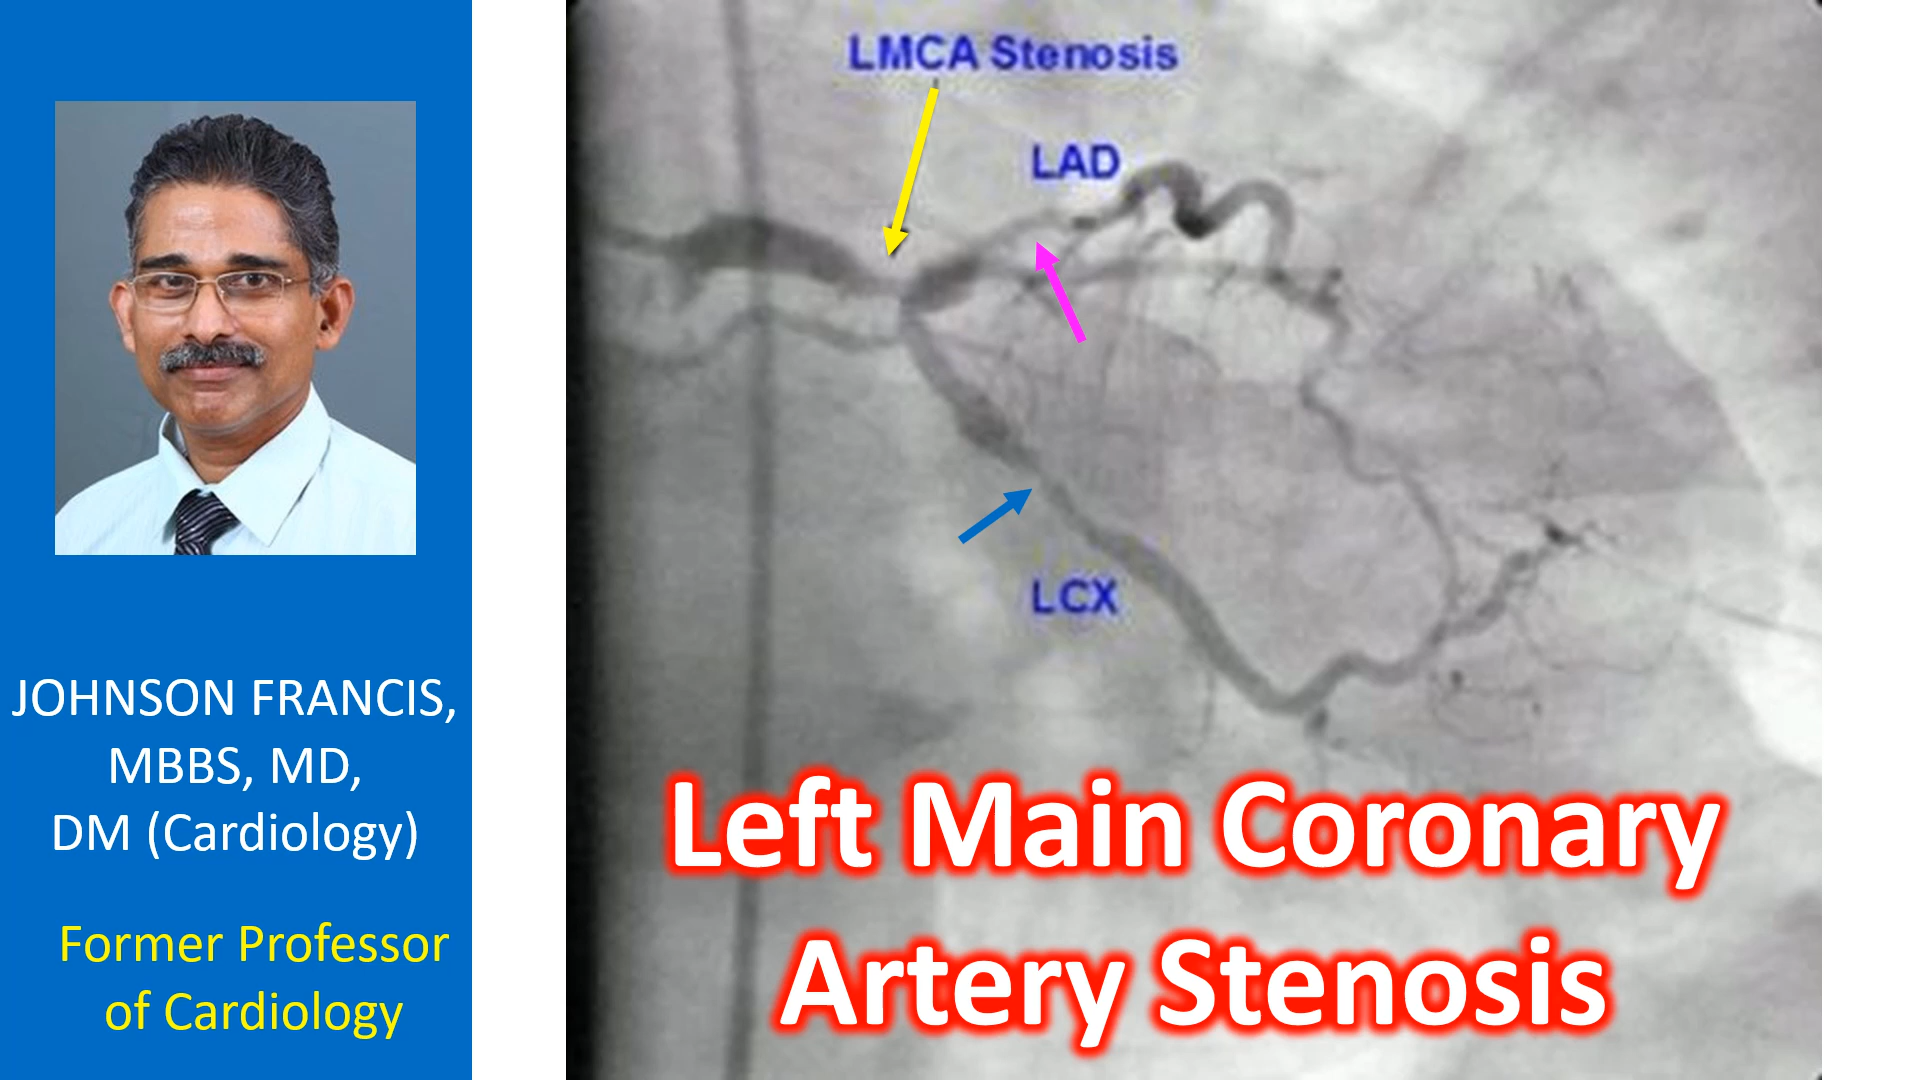 JOHNSON FRANCIS,
MBBS, MD,
DM (Cardiology)
Former Professor
of Cardiology
LMCA Stenosis
LAD
LCX
Left Main Coronary
Artery Stenosis